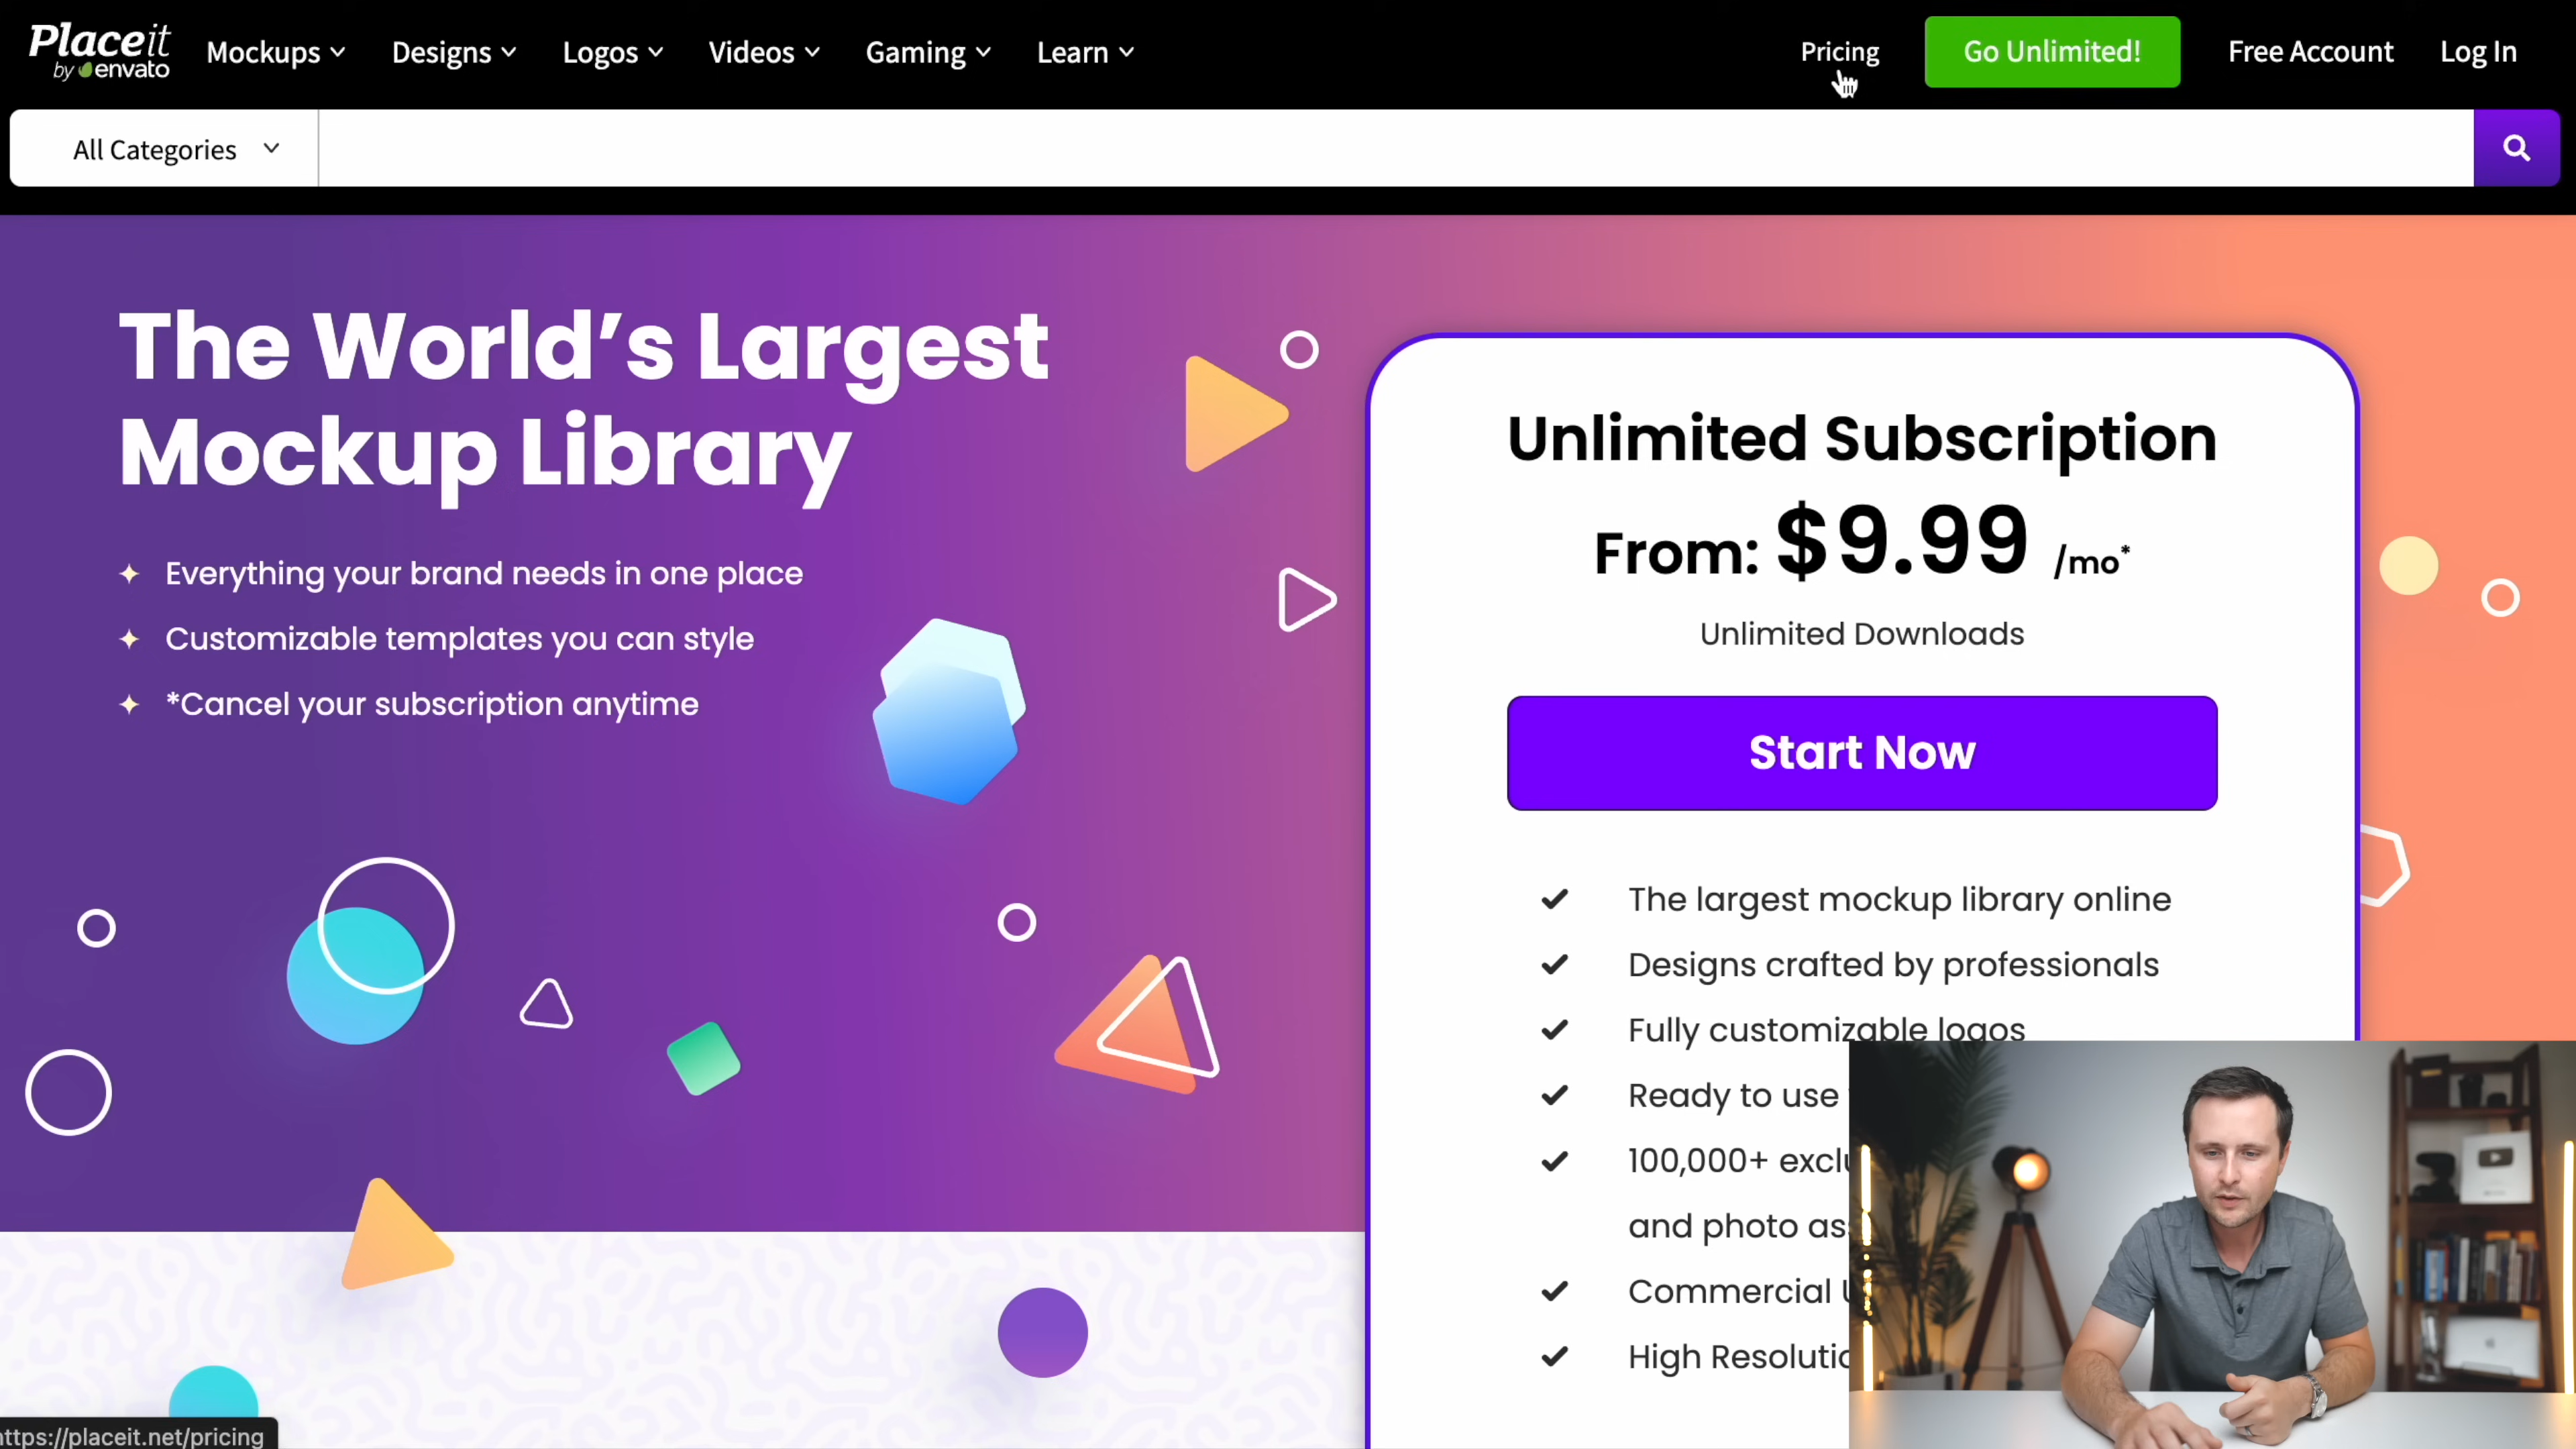 Placeit
by envato
Mockups
Designs
Logos
Videos
Gaming
Learn
Pricing
Go Unlimited!
Free Account
Log In
All Categories
The World's Largest
Mockup Library
Everything your brand needs in one place
Customizable templates you can style
*Cancel your subscription anytime
Unlimited Subscription
From: $9.99 /mo*
Unlimited Downloads
Start Now
The largest mockup library online
Designs crafted by professionals
Fully customizable logos
Ready to use
100,000+
and photo
Commercial
High
ttps://placeit.net/pricing